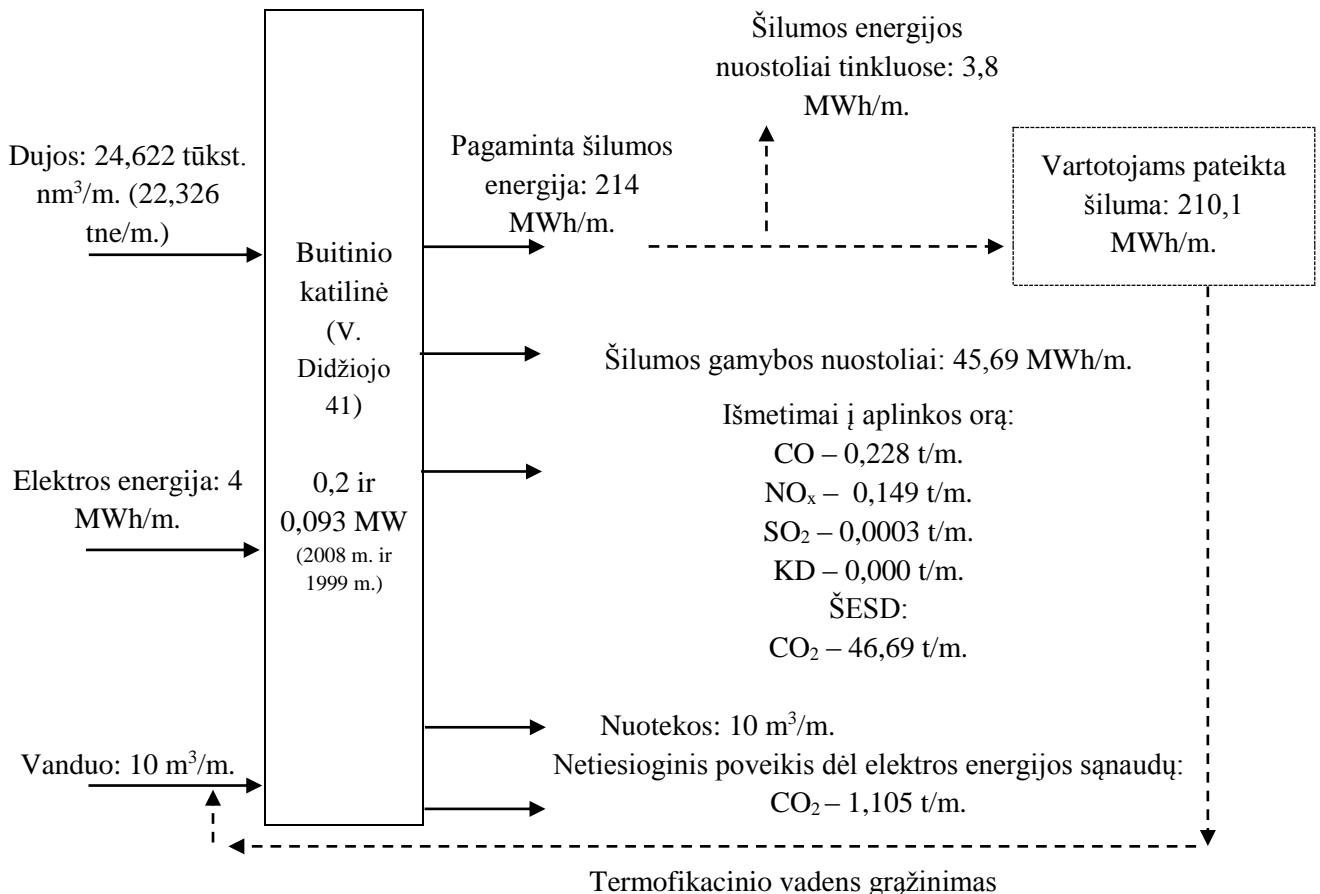 Šilumos energijos
nuostoliai tinkluose: 3,8
MWh/m.
Dujos: 24,622 tūkst.
nm³/m. (22,326
tne/m.)
Pagaminta šilumos
energija: 214
MWh/m.
Vartotojams pateikta
šiluma: 210,1
MWh/m.
Buitinio
katilinė
(V.
Didžiojo
41)
0,2 ir
0,093 MW
(2008 m. ir
1999 m.)
Šilumos gamybos nuostoliai: 45,69 MWh/m.
Išmetimai į aplinkos orą:
CO – 0,228 t/m.
NOₓ – 0,149 t/m.
SO₂ – 0,0003 t/m.
KD – 0,000 t/m.
ŠESD:
CO₂ – 46,69 t/m.
Elektros energija: 4
MWh/m.
Vanduo: 10 m³/m.
Nuotekos: 10 m³/m.
Netiesioginis poveikis dėl elektros energijos sąnaudų:
CO₂ – 1,105 t/m.
Termofikacinio vadens grąžinimas